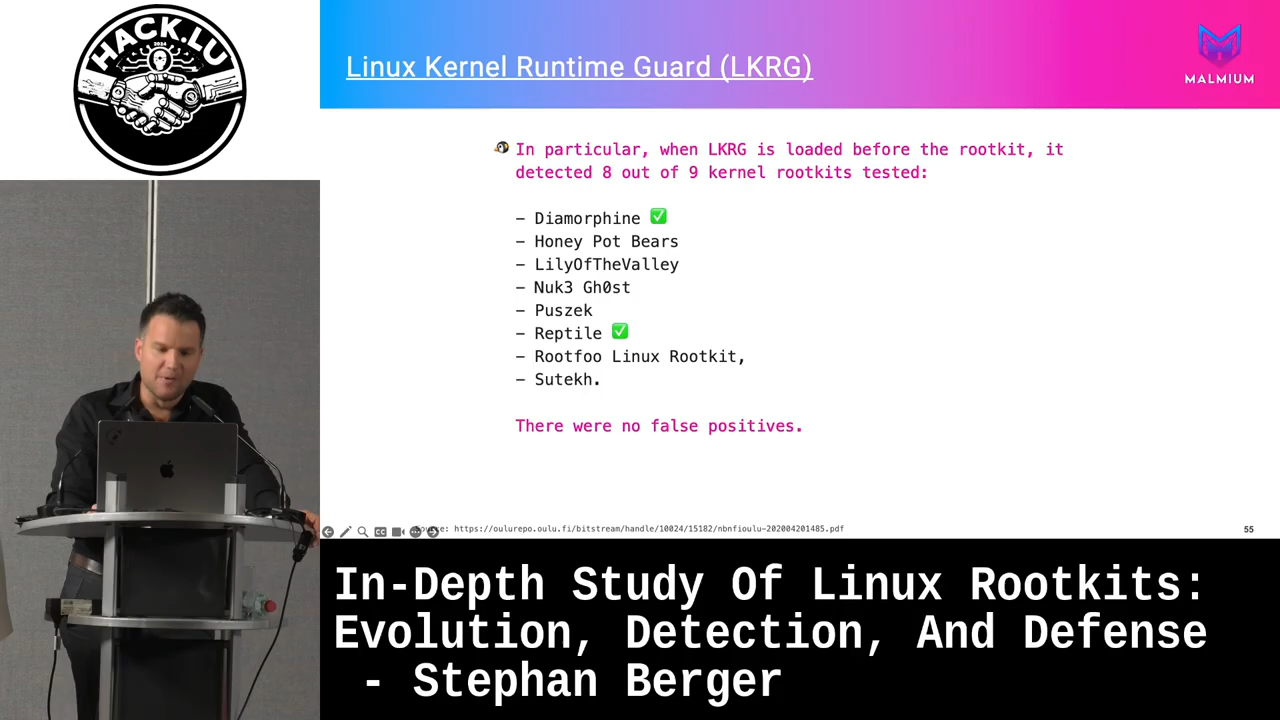 HACK.LU
2024
Linux Kernel Runtime Guard (LKRG)
MALMIUM
In particular, when LKRG is loaded before the rootkit, it
detected 8 out of 9 kernel rootkits tested:
- Diamorphine ✅
- Honey Pot Bears
- LilyOfTheValley
- Nuk3 Gh0st
- Puszek
- Reptile ✅
- Rootfoo Linux Rootkit,
- Sutekh.
There were no false positives.
https://oulurepo.oulu.fi/bitstream/handle/10024/15182/nbnfioulu-202004201485.pdf
55
In-Depth Study Of Linux Rootkits:
Evolution, Detection, And Defense
- Stephan Berger